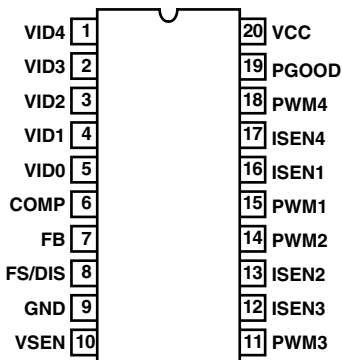 VID4 1 20 VCC
VID3 2 19 PGOOD
VID2 3 18 PWM4
VID1 4 17 ISEN4
VID0 5 16 ISEN1
COMP 6 15 PWM1
FB 7 14 PWM2
FS/DIS 8 13 ISEN2
GND 9 12 ISEN3
VSEN 10 11 PWM3